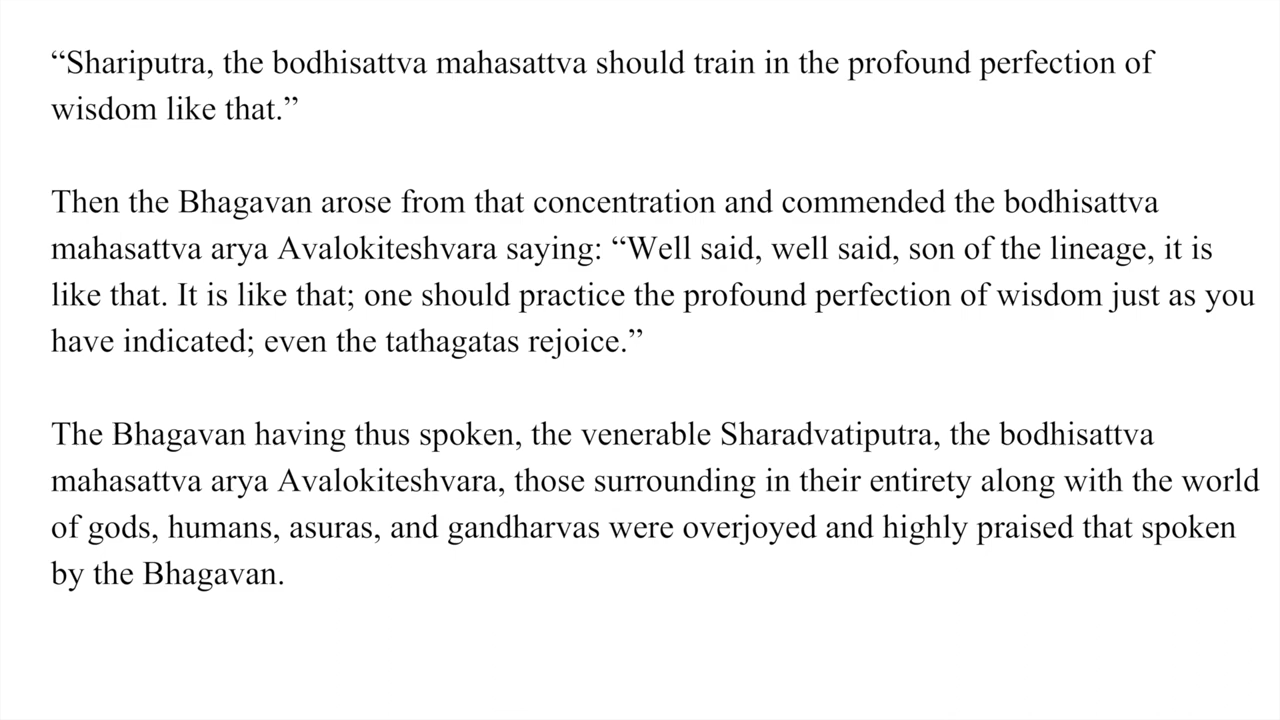 “Shariputra, the bodhisattva mahasattva should train in the profound perfection of
wisdom like that.”
Then the Bhagavan arose from that concentration and commended the bodhisattva
mahasattva arya Avalokiteshvara saying: “Well said, well said, son of the lineage, it is
like that. It is like that; one should practice the profound perfection of wisdom just as you
have indicated; even the tathagatas rejoice.”
The Bhagavan having thus spoken, the venerable Sharadvatiputra, the bodhisattva
mahasattva arya Avalokiteshvara, those surrounding in their entirety along with the world
of gods, humans, asuras, and gandharvas were overjoyed and highly praised that spoken
by the Bhagavan.